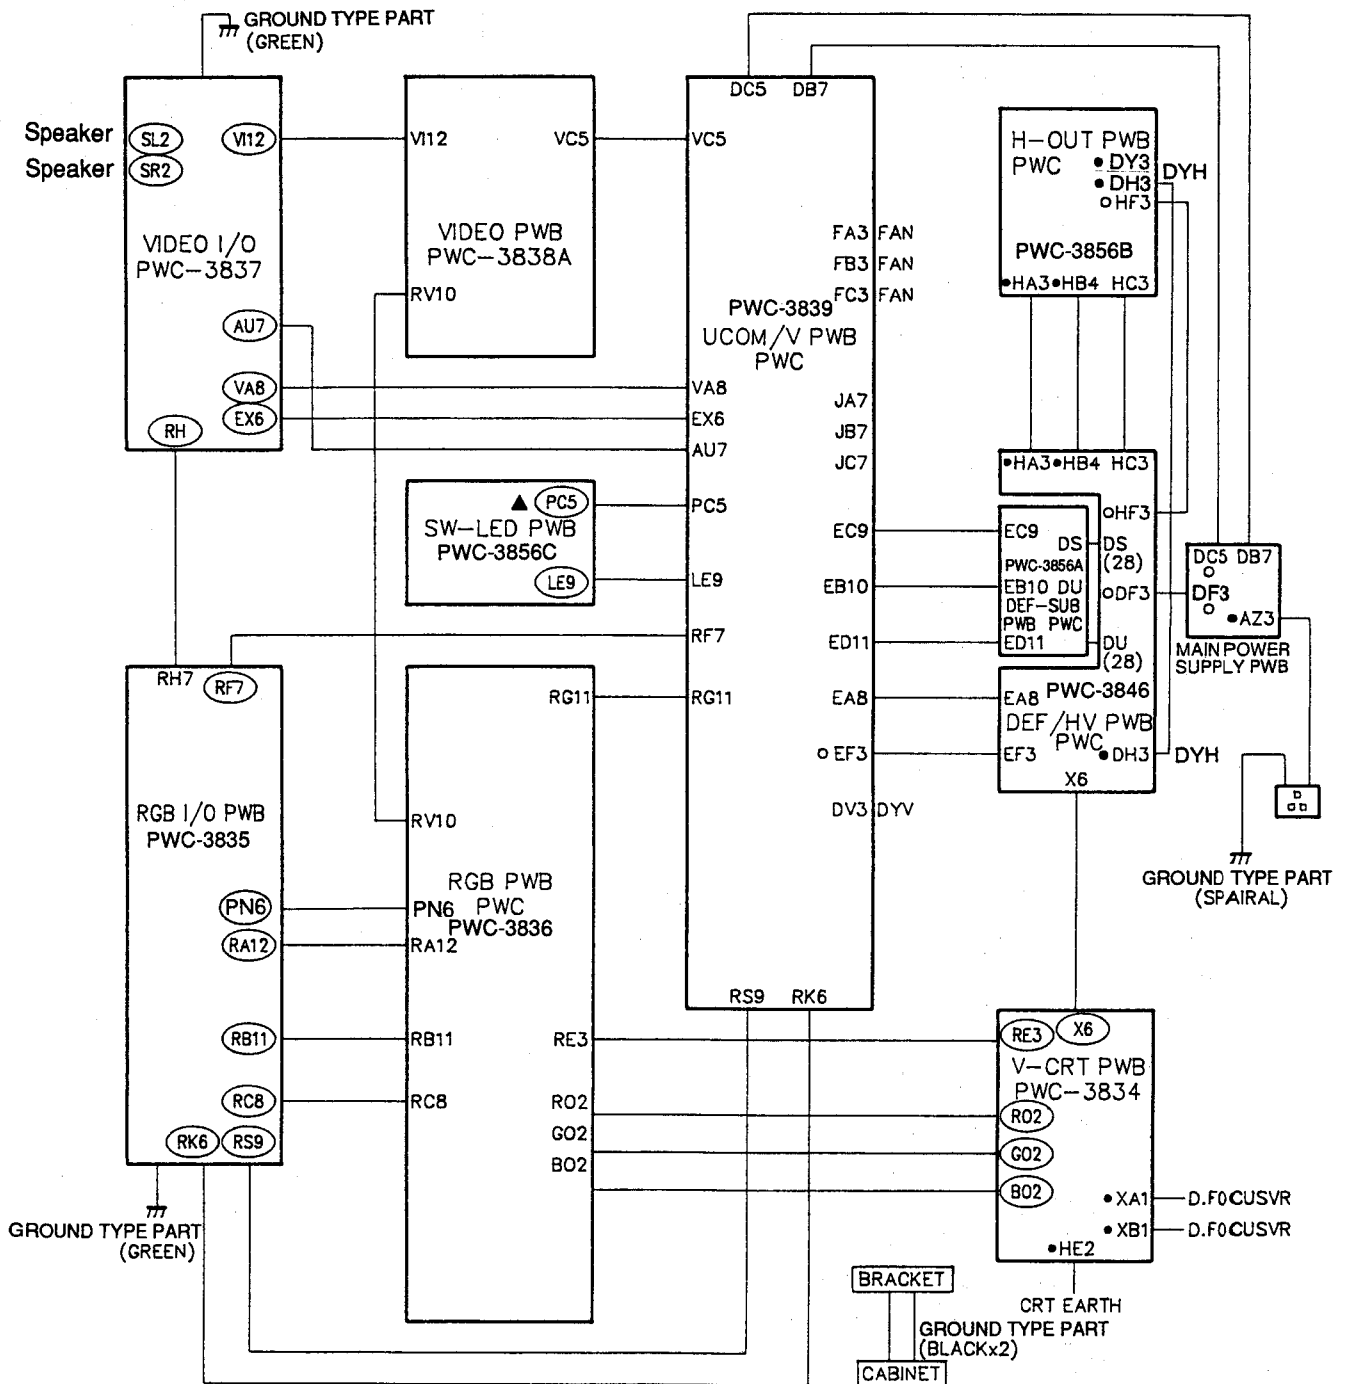 GROUND TYPE PART
(GREEN)
DC5 DB7
Speaker SL2 VI12
VI12 VC5
VC5
Speaker SR2
H-OUT PWB
PWC
DY3
DH3
DYH
HF3
VIDEO I/O
PWC-3837
VIDEO PWB
PWC-3838A
RV10
FA3 FAN
FB3 FAN
FC3 FAN
PWC-3856B
HA3 HB4 HC3
PWC-3839
UCOM/V PWB
PWC
AU7
VA8
EX6
RH
VA8
EX6
AU7
JA7
JB7
JC7
HA3 HB4 HC3
▲ PC5
SW-LED PWB
PWC-3856C
LE9
PC5
LE9
EC9
EB10
ED11
EC9
DS
PWC-3856A
EB10 DU
DEF-SUB
PWB PWC
ED11
HF3
DS
(28)
DF3
DU
(28)
DC5 DB7
DF3
AZ3
MAIN POWER
SUPPLY PWB
RF7
RH7
RF7
RG11
RG11
EA8
EF3
DV3 DYV
EA8
PWC-3846
DEF/HV PWB
PWC
EF3
DH3
DYH
X6
RGB I/O PWB
PWC-3835
RV10
RGB PWB
PWC
PWC-3836
GROUND TYPE PART
(SPAIRAL)
PN6
PN6
RA12
RA12
RS9 RK6
RB11
RB11
RE3
RE3
X6
V-CRT PWB
PWC-3834
RC8
RC8
RO2
GO2
BO2
RO2
GO2
BO2
RK6 RS9
XA1 D.FOCUSVR
XB1 D.FOCUSVR
HE2
GROUND TYPE PART
(GREEN)
BRACKET
CRT EARTH
GROUND TYPE PART
(BLACKx2)
CABINET